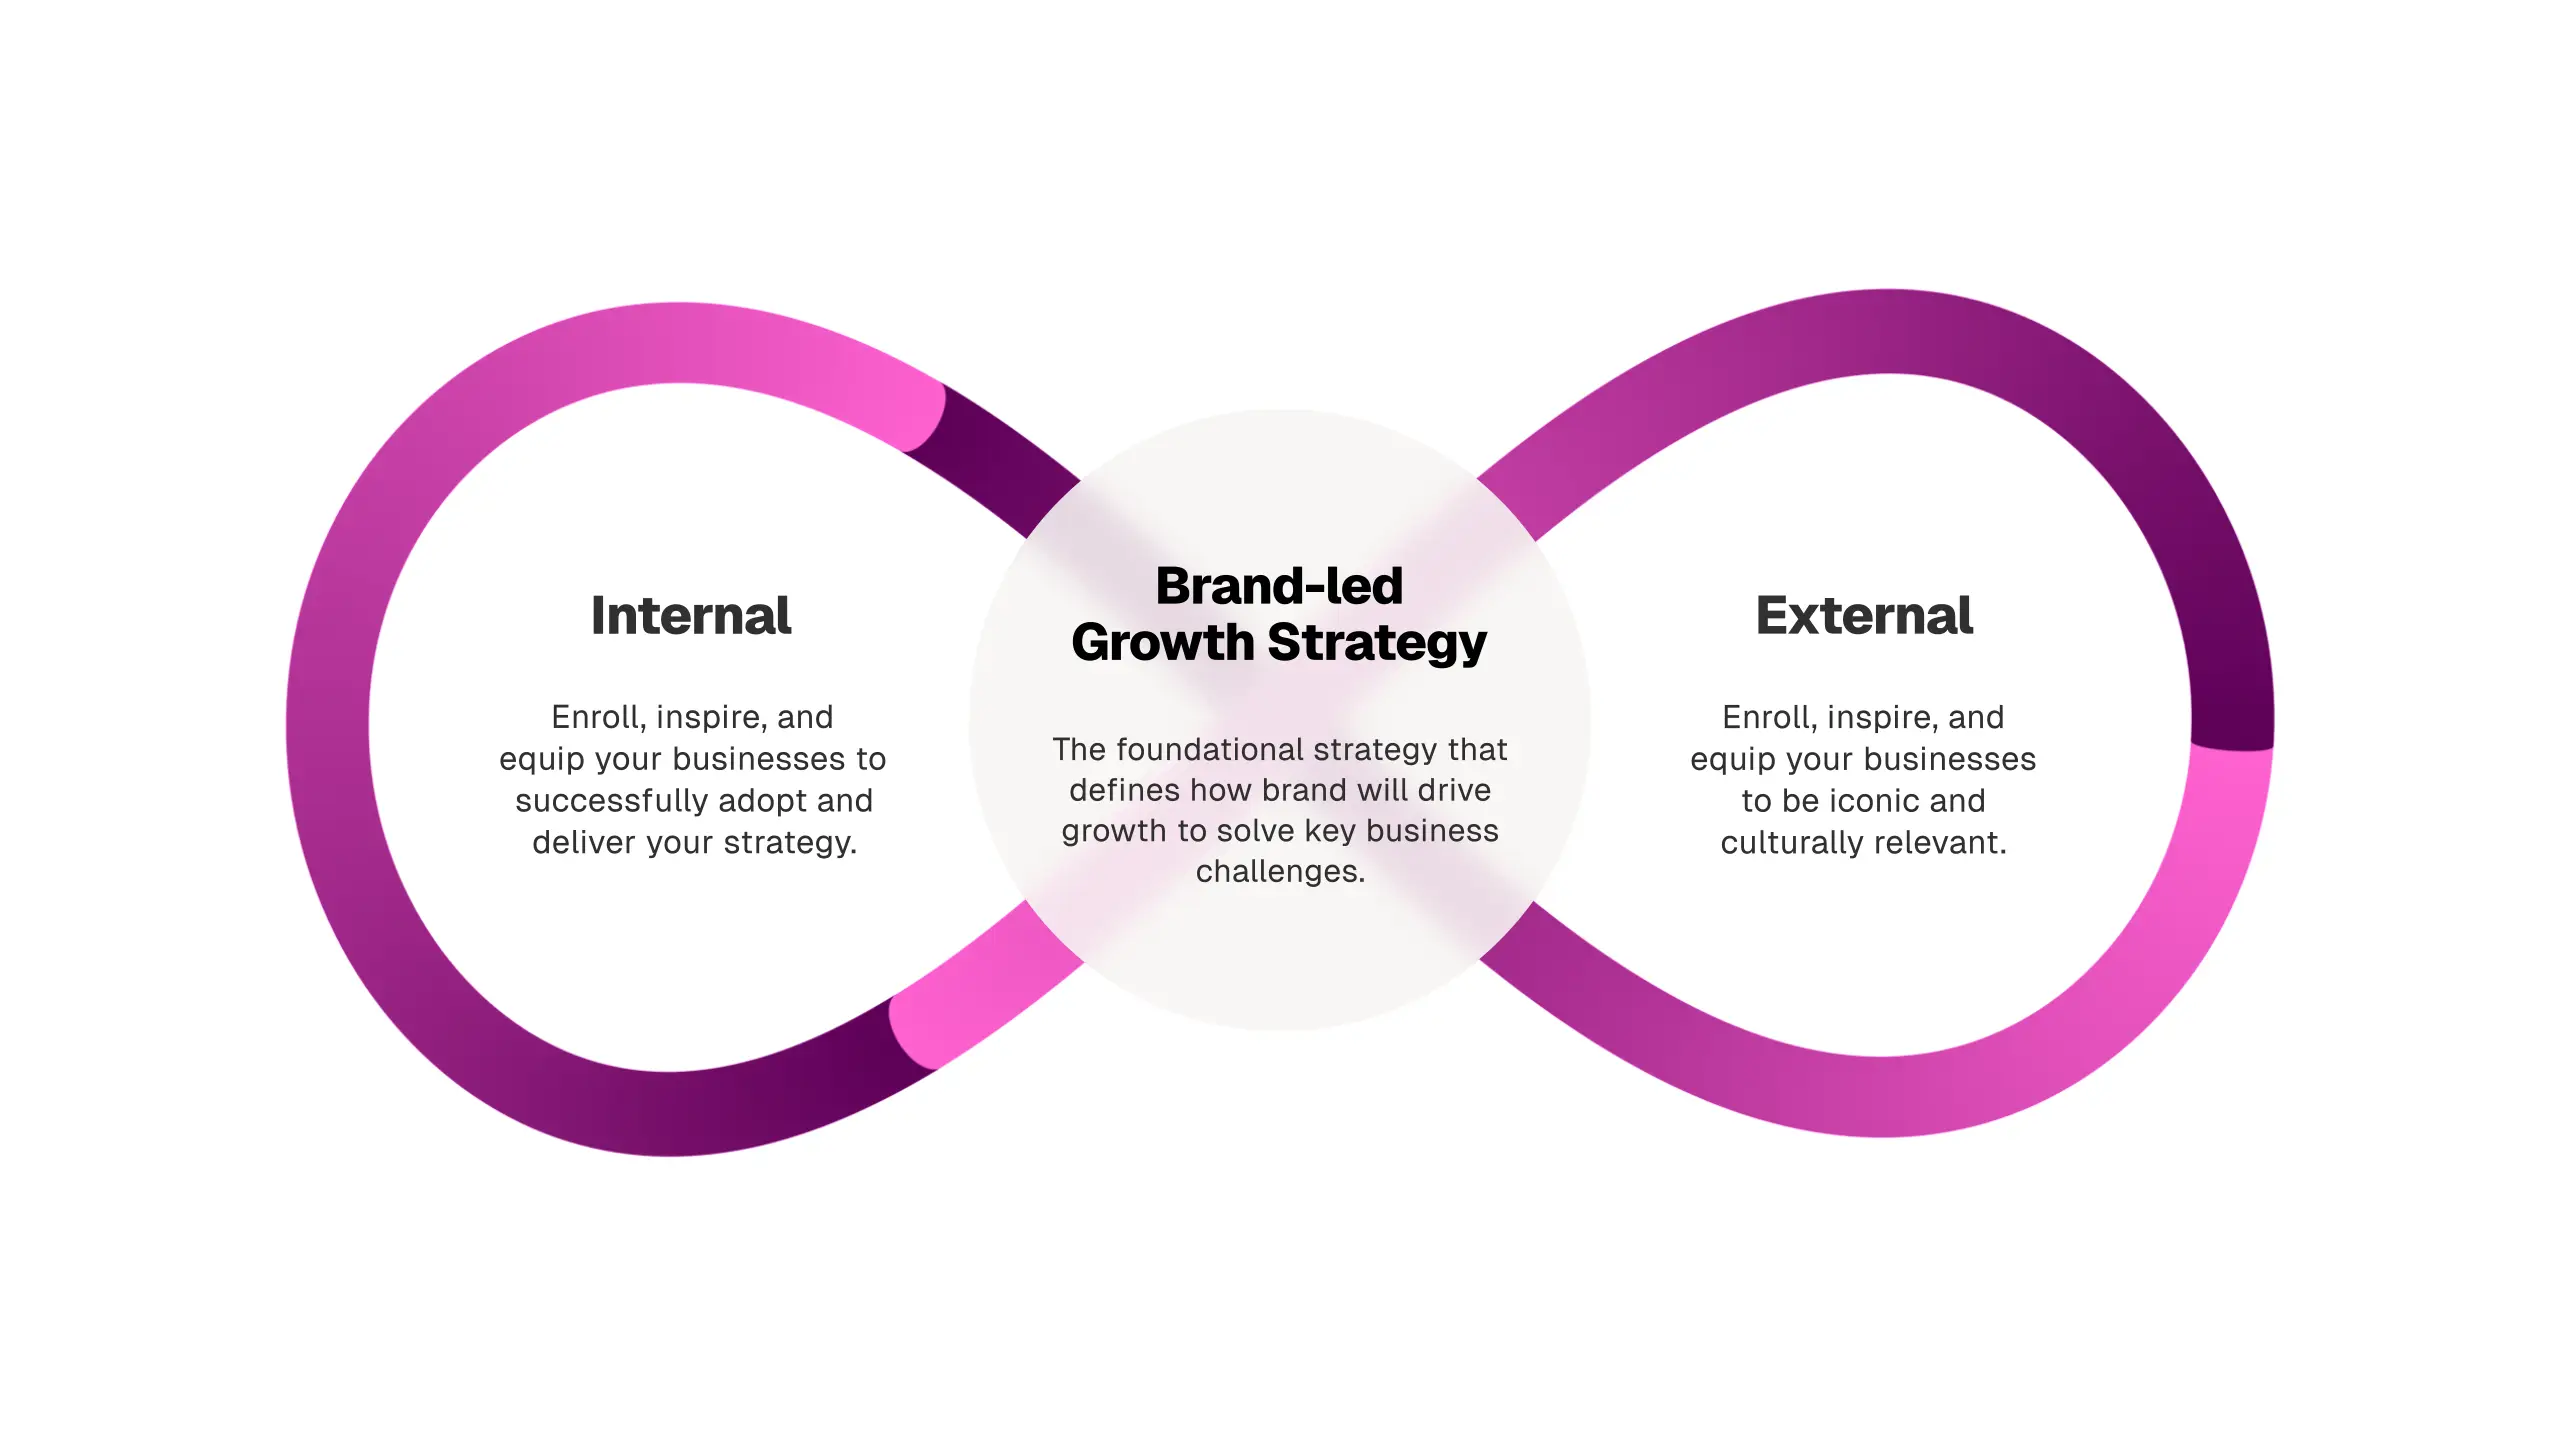 Internal
Enroll, inspire, and
equip your businesses to
successfully adopt and
deliver your strategy.
Brand-led
Growth Strategy
The foundational strategy that
defines how brand will drive
growth to solve key business
challenges.
External
Enroll, inspire, and
equip your businesses
to be iconic and
culturally relevant.